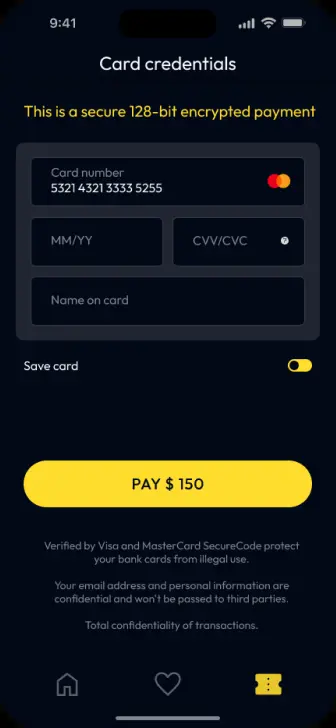 9:41
Card credentials
This is a secure 128-bit encrypted payment
Card number
5321 4321 3333 5255
MM/YY
CVV/CVC
?
Name on card
Save card
PAY $ 150
Verified by Visa and MasterCard SecureCode protect
your bank cards from illegal use.
Your email address and personal information are
confidential and won't be passed to third parties.
Total confidentiality of transactions.